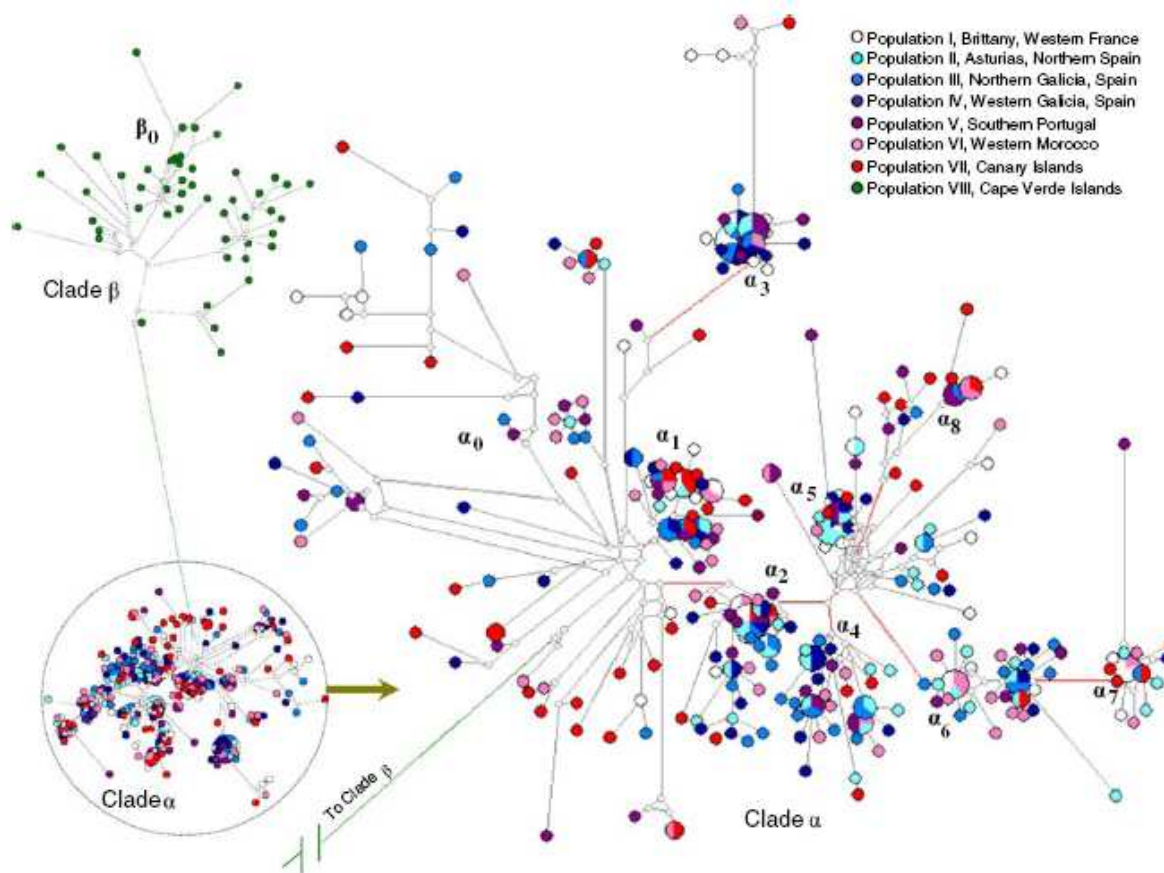 Population I, Brittany, Western France
Population II, Asturias, Northern Spain
Population III, Northern Galicia, Spain
Population IV, Western Galicia, Spain
Population V, Southern Portugal
Population VI, Western Morocco
Population VII, Canary Islands
Population VIII, Cape Verde Islands
β0
Clade β
α3
α0
α1
α8
α5
α2
α4
α7
α6
To Clade β
Clade α
Clade α